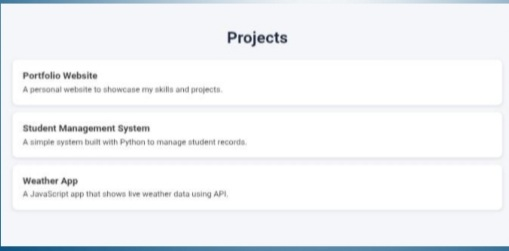 Projects
Portfolio Website
A personal website to showcase my skills and projects.
Student Management System
A simple system built with Python to manage student records.
Weather App
A JavaScript app that shows live weather data using API.